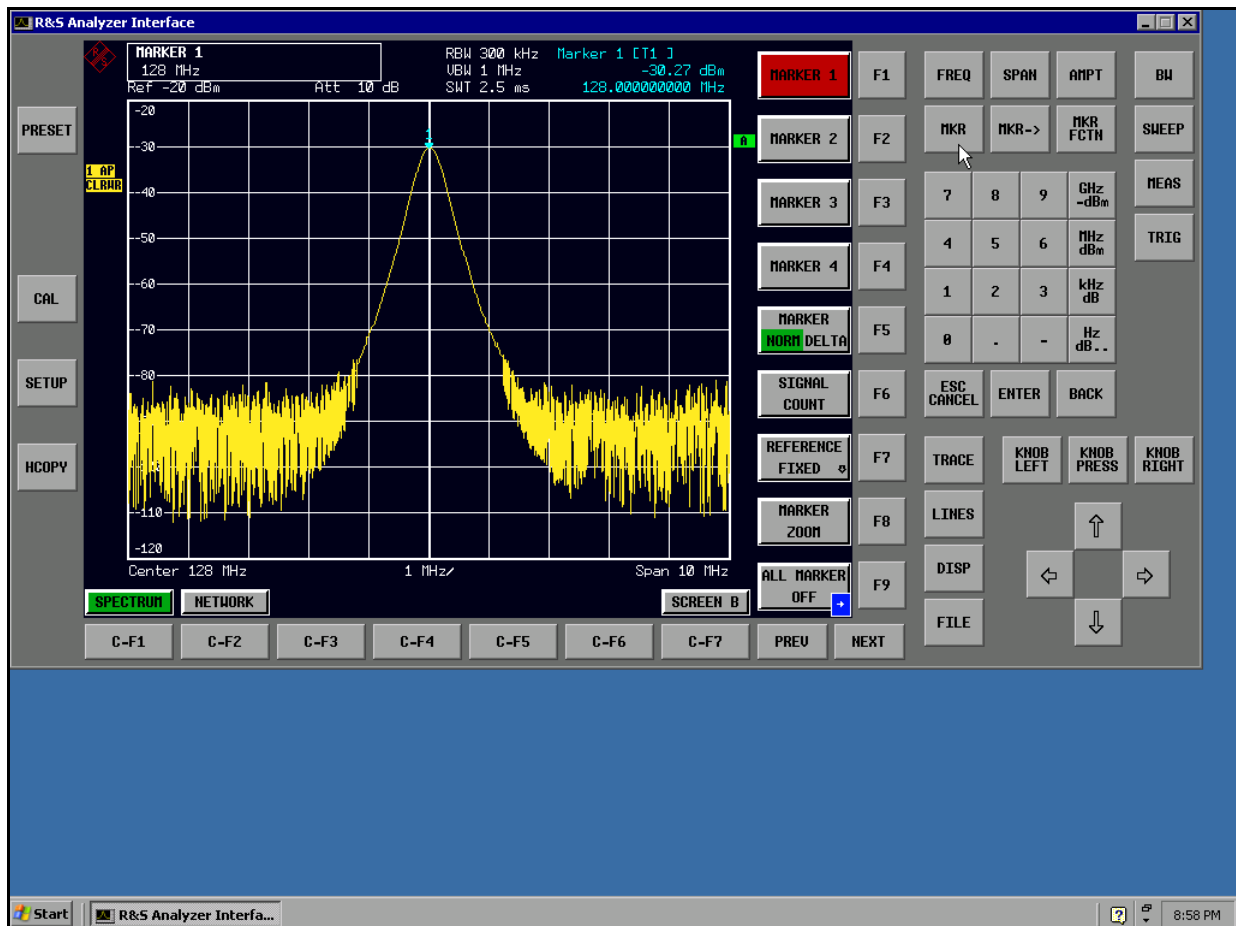 R&S Analyzer Interface
MARKER 1
128 MHz
RBW 300 kHz
VBW 1 MHz
SWT 2.5 ms
Marker 1 [T1 ]
-30.27 dBm
128.000000000 MHz
Ref -20 dBm
Att 10 dB
-20
-30
-40
-50
-60
-70
-80
-110
-120
1
A
1 AP
CLRWR
Center 128 MHz
1 MHz/
Span 10 MHz
SPECTRUM
NETWORK
SCREEN B
PRESET
CAL
SETUP
HCOPY
MARKER 1
MARKER 2
MARKER 3
MARKER 4
MARKER
NORM DELTA
SIGNAL
COUNT
REFERENCE
FIXED
MARKER
ZOOM
ALL MARKER
OFF
F1
F2
F3
F4
F5
F6
F7
F8
F9
C-F1
C-F2
C-F3
C-F4
C-F5
C-F6
C-F7
PREV
NEXT
FREQ
SPAN
AMPT
BW
MKR
MKR->
MKR
FCTN
SWEEP
7
8
9
GHz
-dBm
MEAS
4
5
6
MHz
dBm
TRIG
1
2
3
kHz
dB
0
.
-
Hz
dB..
ESC
CANCEL
ENTER
BACK
TRACE
KNOB
LEFT
KNOB
PRESS
KNOB
RIGHT
LINES
DISP
FILE
Start
R&S Analyzer Interfa...
8:58 PM